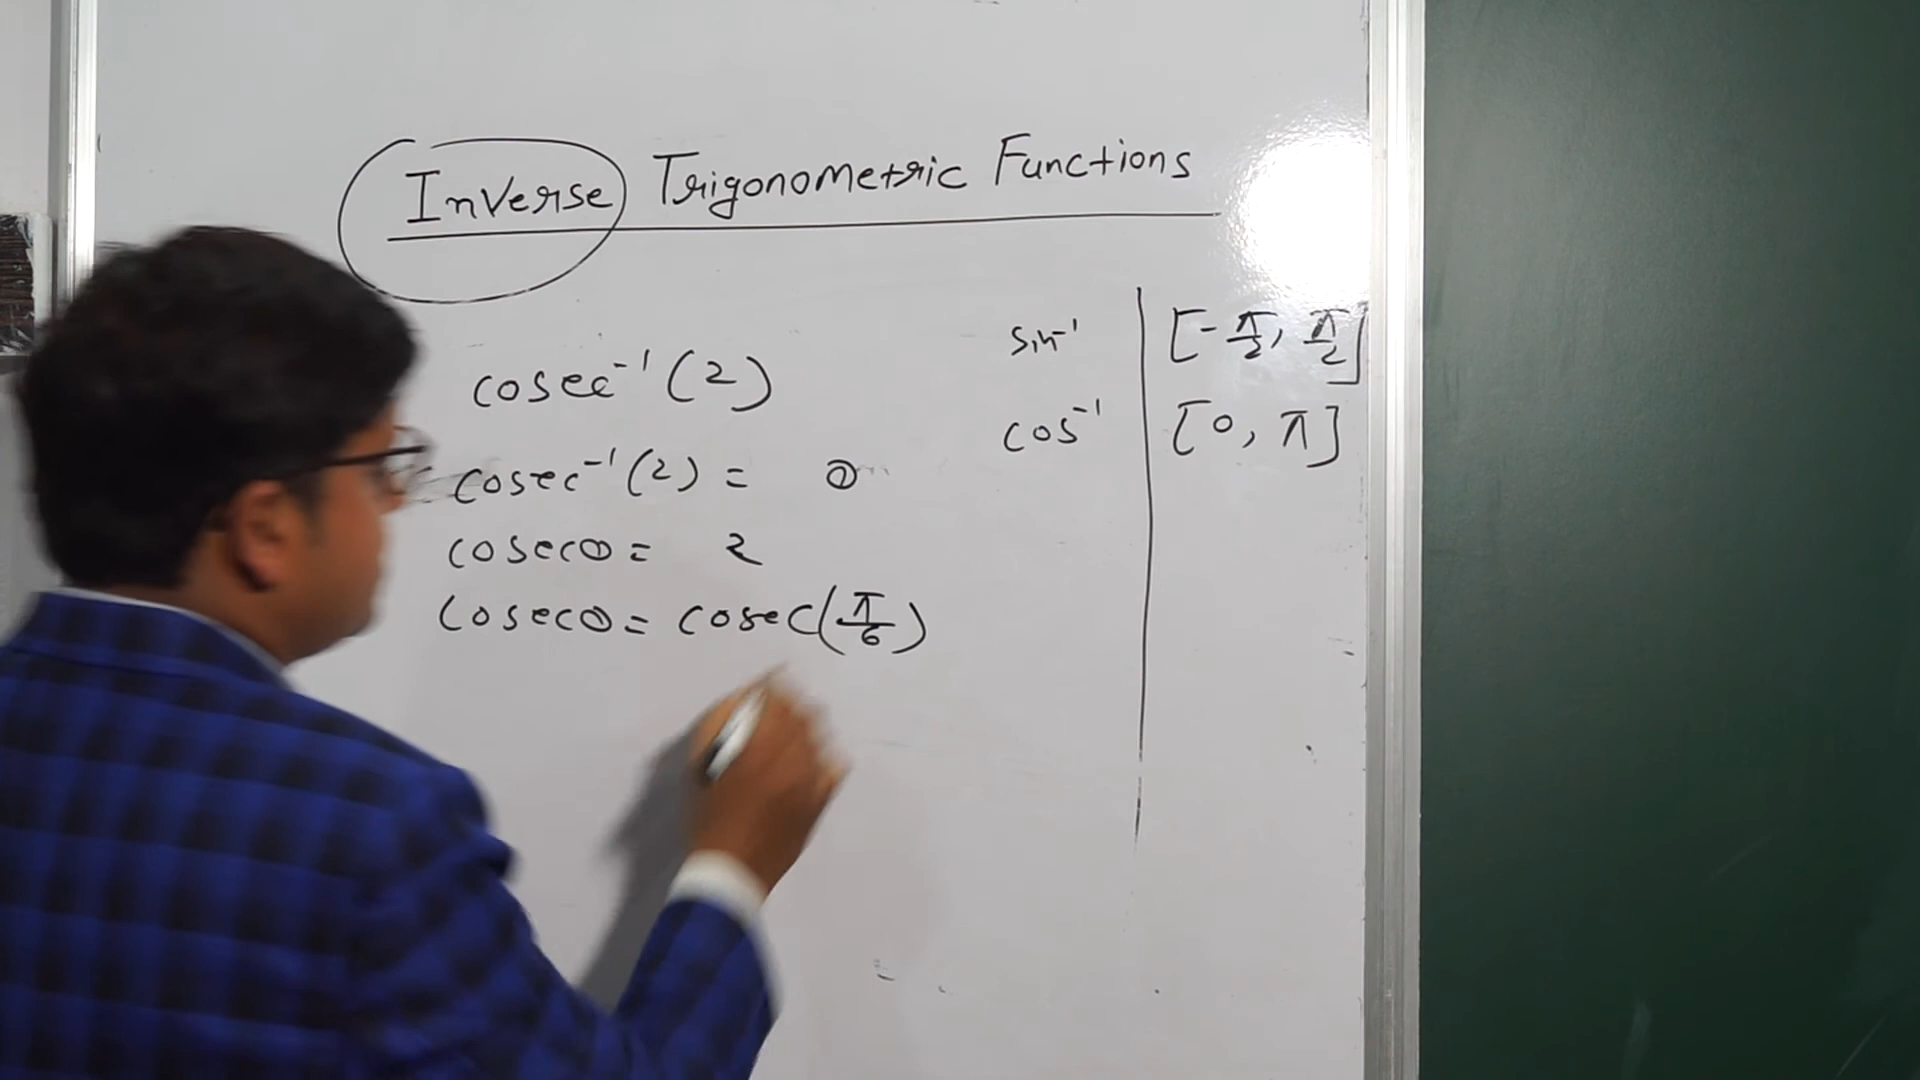 Inverse Trigonometric Functions
cosec⁻¹(2)
cosec⁻¹(2) = θ
cosecθ = 2
cosecθ = cosec(π/6)
sin⁻¹ [-π/2, π/2]
cos⁻¹ [0, π]